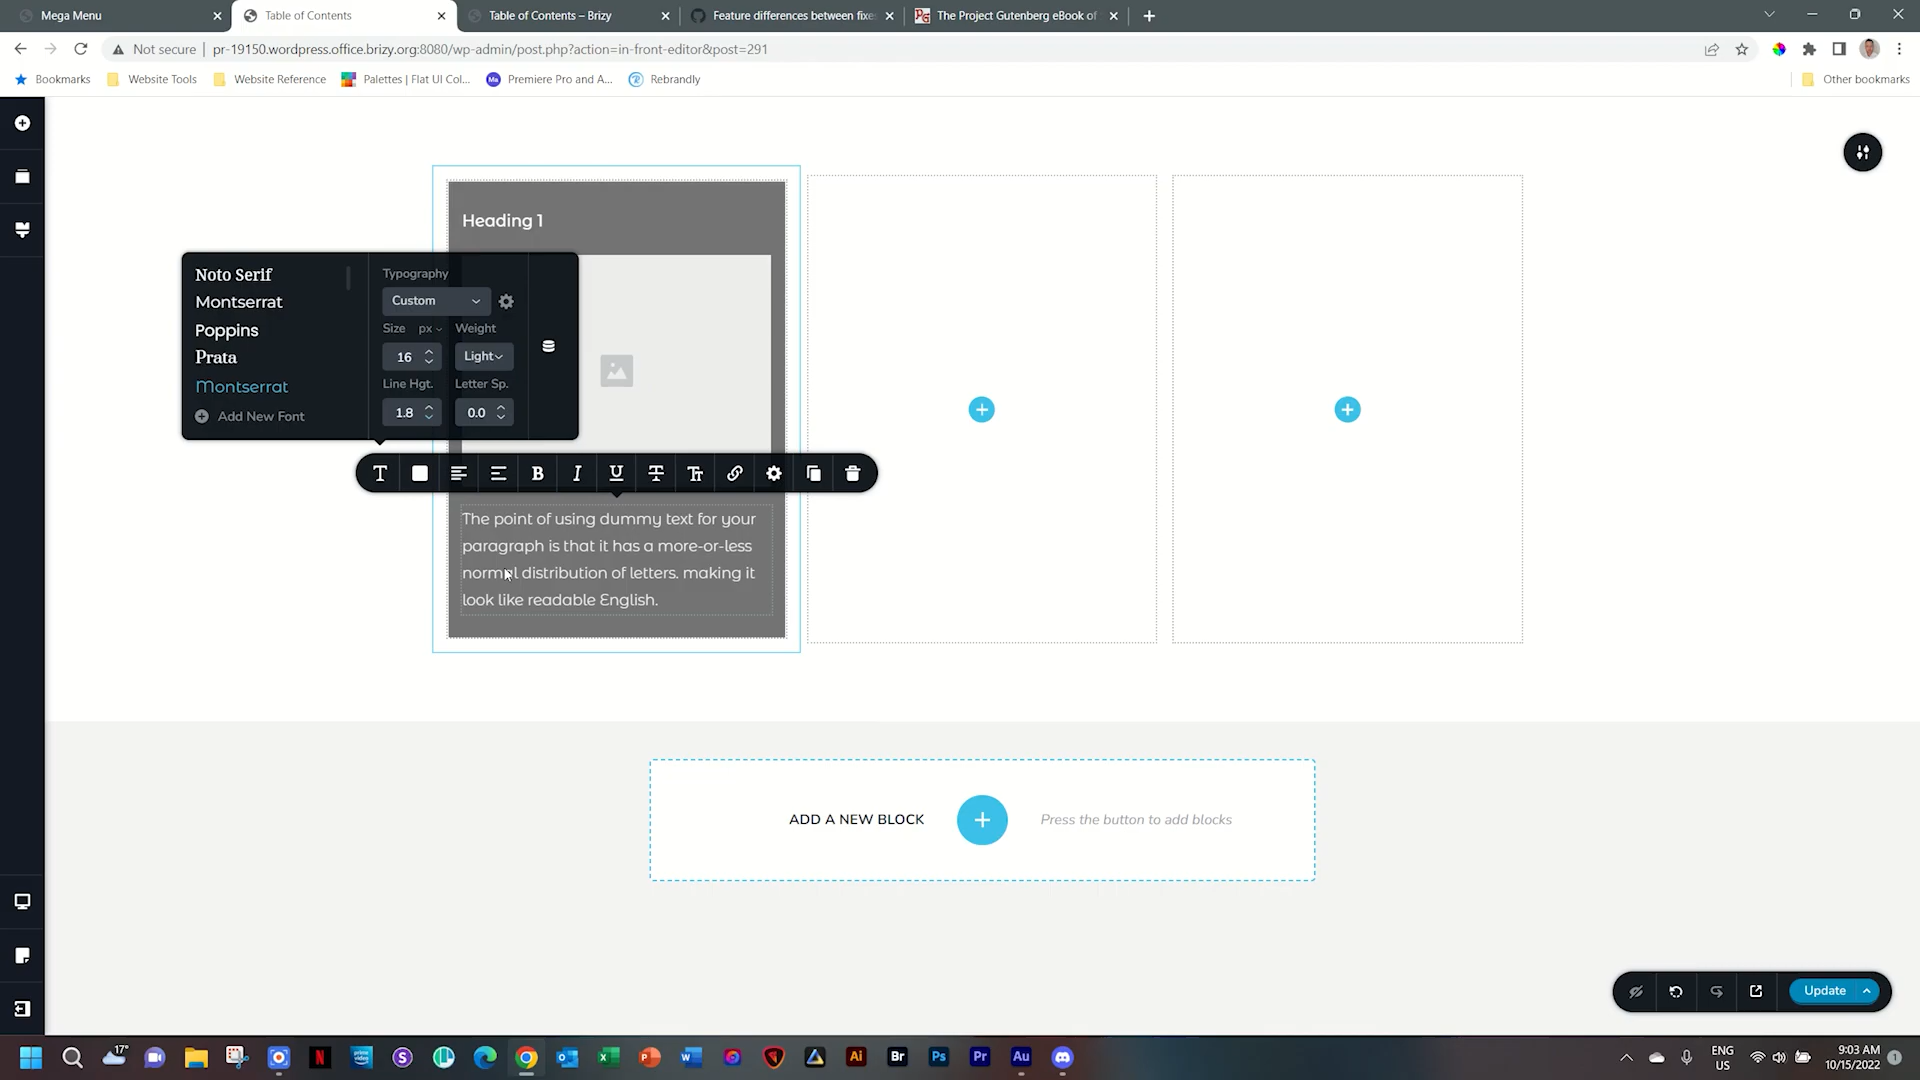 Mega Menu
Table of Contents
Table of Contents – Brizy
Feature differences between fixe
The Project Gutenberg eBook of
Not secure
pr-19150.wordpress.office.brizy.org:8080/wp-admin/post.php?action=in-front-editor&post=291
Bookmarks
Website Tools
Website Reference
Palettes | Flat UI Col...
Premiere Pro and A...
Rebrandly
Other bookmarks
Heading 1
Noto Serif
Montserrat
Poppins
Prata
Montserrat
Add New Font
Typography
Custom
Size px Weight
16 Light
Line Hgt. Letter Sp.
1.8 0.0
The point of using dummy text for your
paragraph is that it has a more-or-less
normal distribution of letters. making it
look like readable English.
ADD A NEW BLOCK
Press the button to add blocks
Update
17°
ENG
US
9:03 AM
10/15/2022
1